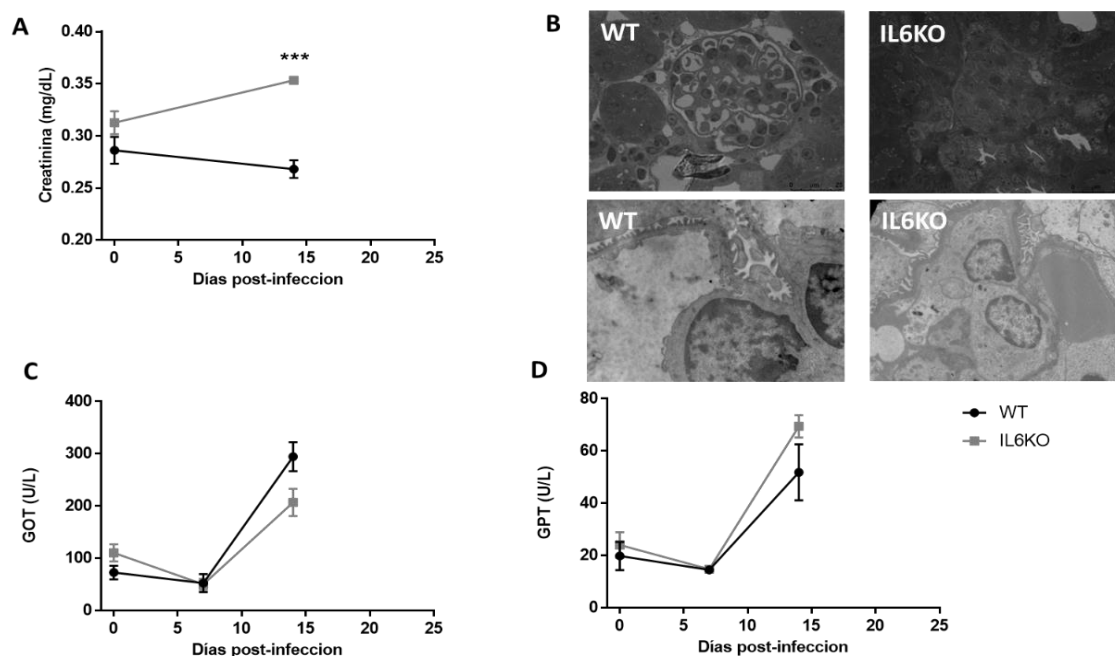 A
Creatinina (mg/dL)
0.40
0.35
0.30
0.25
0.20
***
0 5 10 15 20 25
Días post-infeccion
B
WT
IL6KO
WT
IL6KO
C
GOT (U/L)
400
300
200
100
0
0 5 10 15 20 25
Días post-infeccion
D
GPT (U/L)
80
60
40
20
0
0 5 10 15 20 25
Días post-infeccion
WT
IL6KO